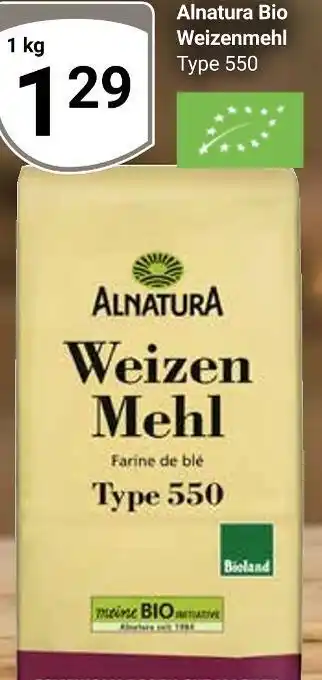 Alnatura Bio
Weizenmehl
Type 550
1 kg
1 29
ALNATURA
Weizen
Mehl
Farine de blé
Type 550
Bioland
meine BIO INITIATIVE
Alnatura seit 1984